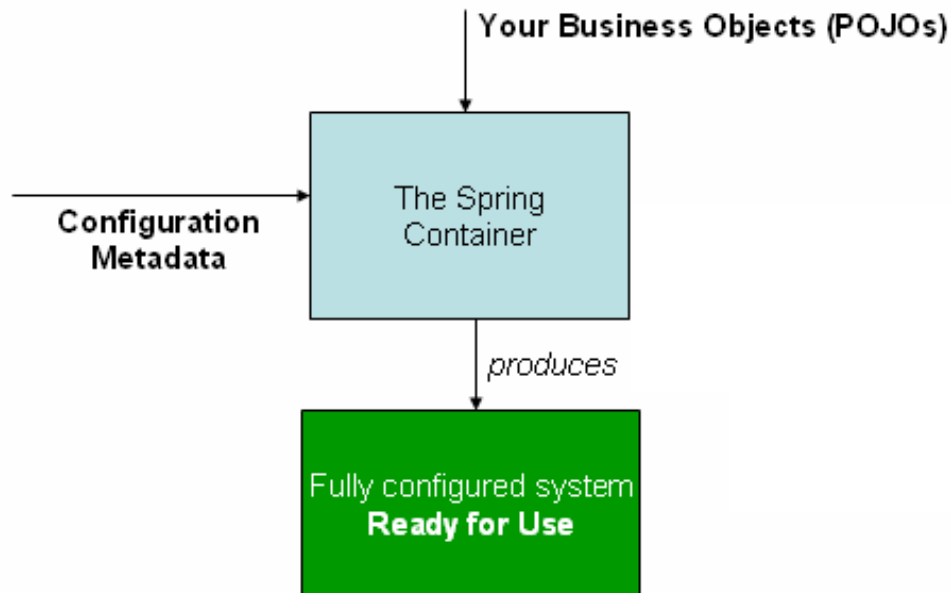 Your Business Objects (POJOs)
The Spring
Container
Configuration
Metadata
produces
Fully configured system
Ready for Use